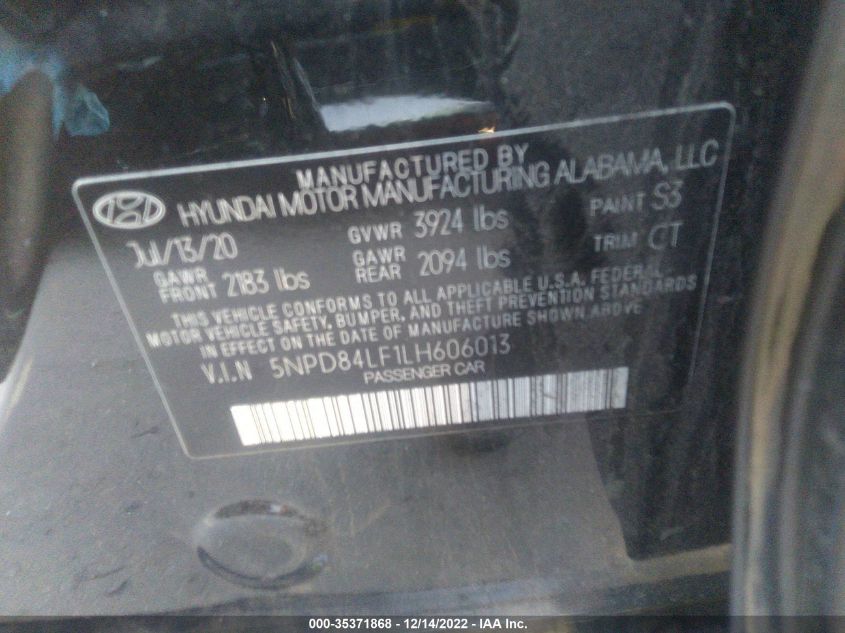 MANUFACTURED BY
HYUNDAI MOTOR MANUFACTURING ALABAMA, LLC
Jul/13/20 GVWR 3924 lbs PAINT S3
GAWR FRONT 2183 lbs GAWR REAR 2094 lbs TRIM CT
THIS VEHICLE CONFORMS TO ALL APPLICABLE U.S.A. FEDERAL
MOTOR VEHICLE SAFETY, BUMPER, AND THEFT PREVENTION STANDARDS
IN EFFECT ON THE DATE OF MANUFACTURE SHOWN ABOVE
V.I.N 5NPD84LF1LH606013
PASSENGER CAR
000-35371868 - 12/14/2022 - IAA Inc.